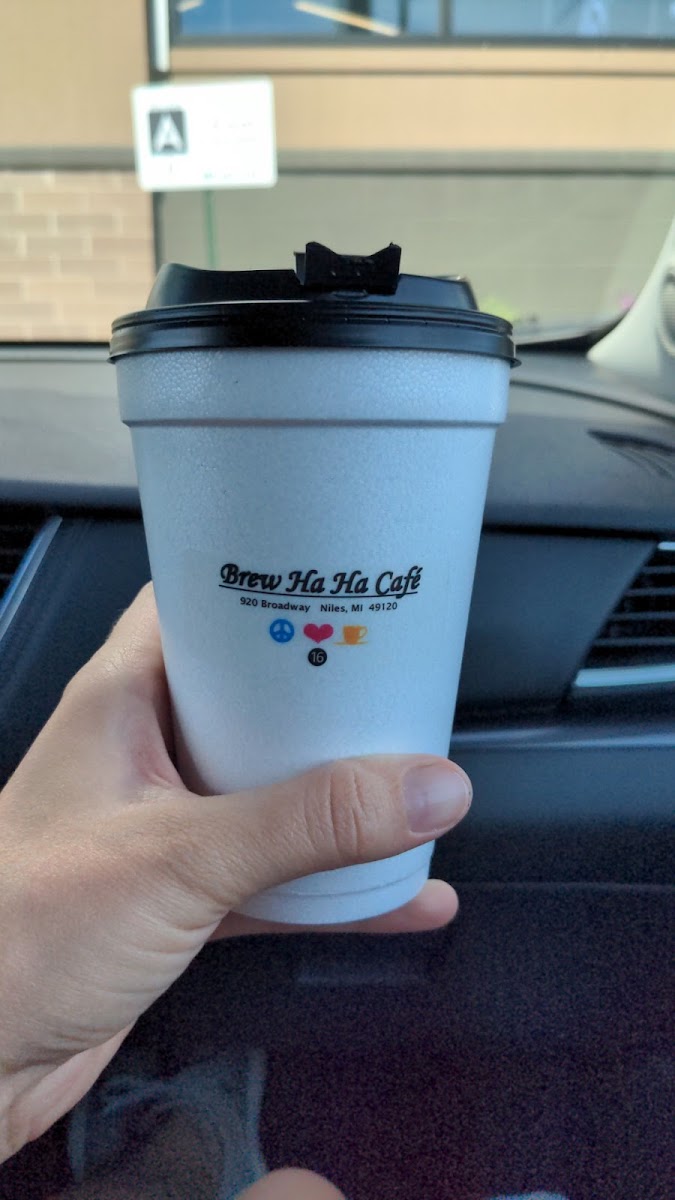 A
Brew Ha Ha Café
920 Broadway Niles, MI 49120
16